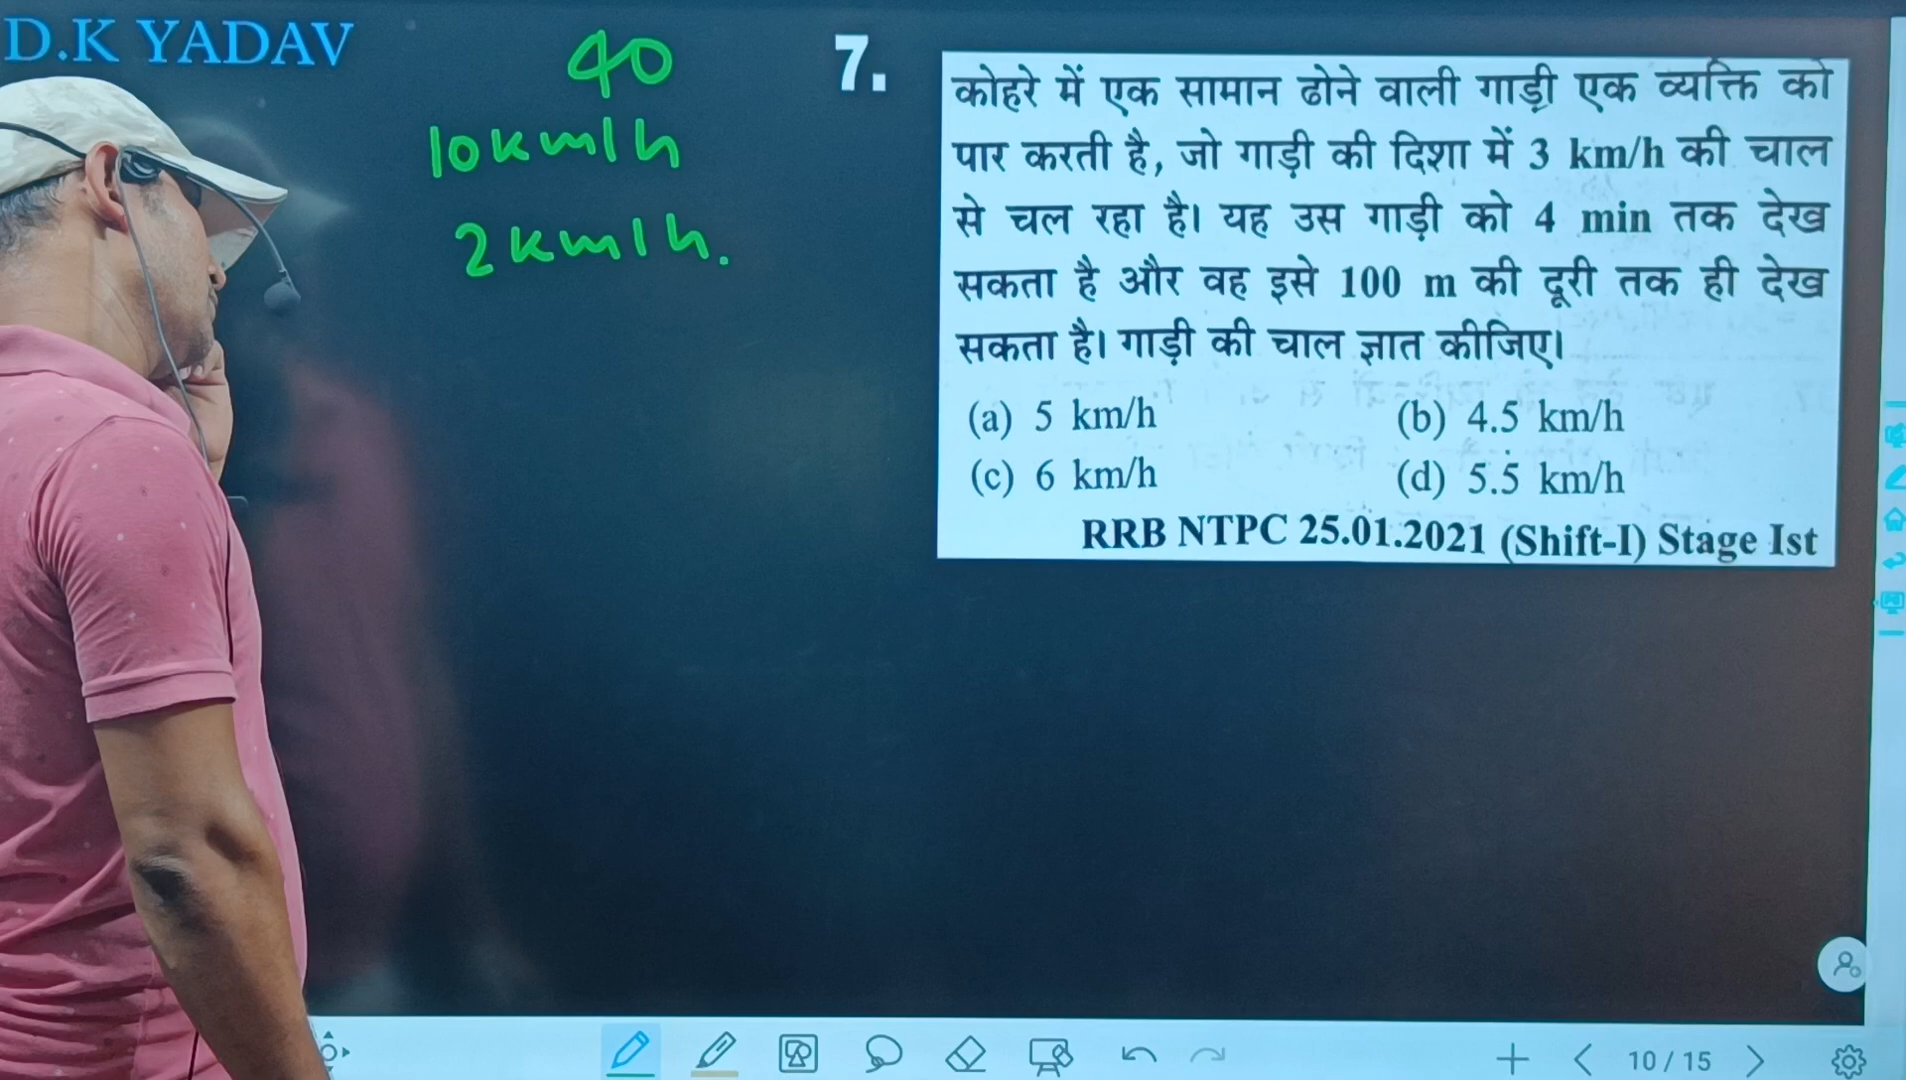 D.K YADAV
40
10km/h
2km/h.
7.
कोहरे में एक सामान ढोने वाली गाड़ी एक व्यक्ति को
पार करती है, जो गाड़ी की दिशा में 3 km/h की चाल
से चल रहा है। यह उस गाड़ी को 4 min तक देख
सकता है और वह इसे 100 m की दूरी तक ही देख
सकता है। गाड़ी की चाल ज्ञात कीजिए।
(a) 5 km/h (b) 4.5 km/h
(c) 6 km/h (d) 5.5 km/h
RRB NTPC 25.01.2021 (Shift-I) Stage Ist
10 / 15